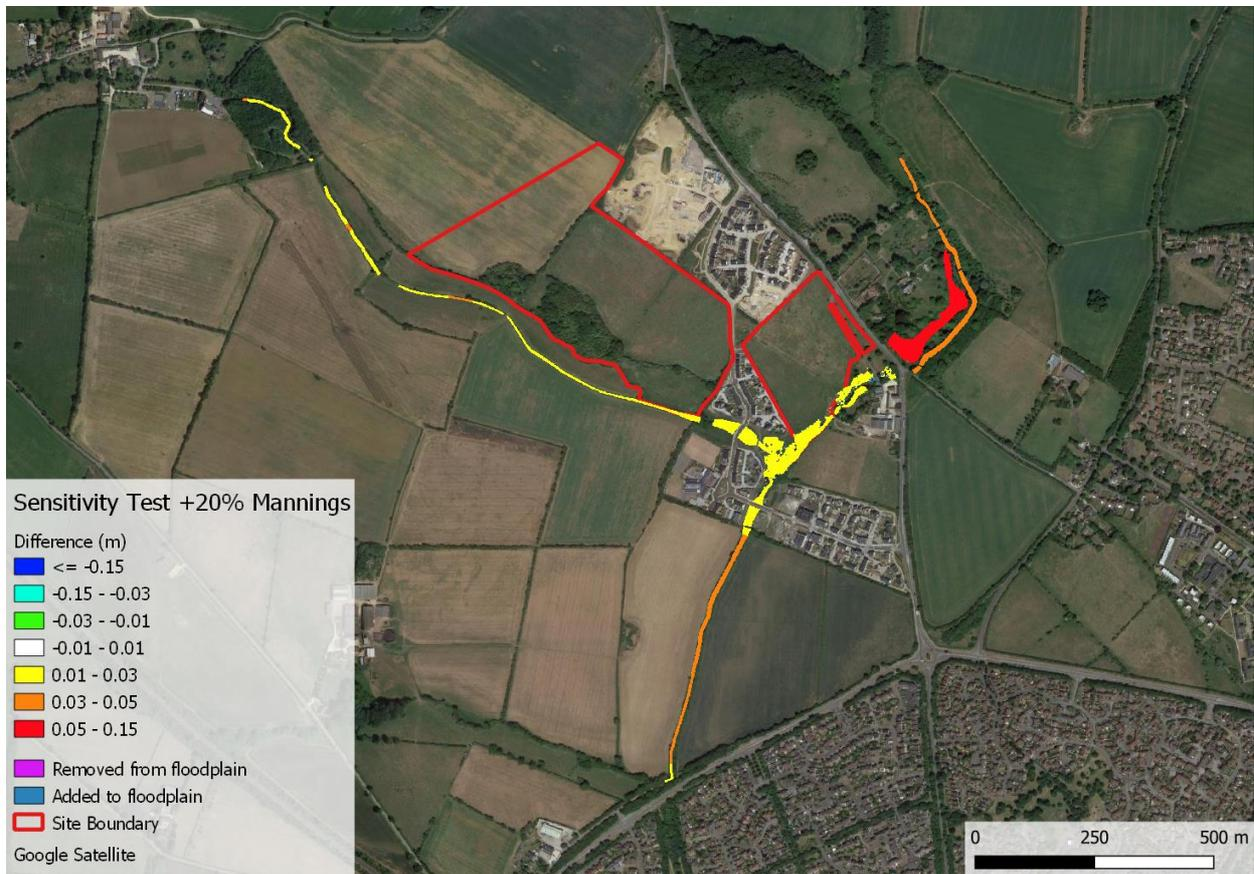 Sensitivity Test +20% Mannings
Difference (m)
<= -0.15
-0.15 - -0.03
-0.03 - -0.01
-0.01 - 0.01
0.01 - 0.03
0.03 - 0.05
0.05 - 0.15
Removed from floodplain
Added to floodplain
Site Boundary
Google Satellite
0 250 500 m